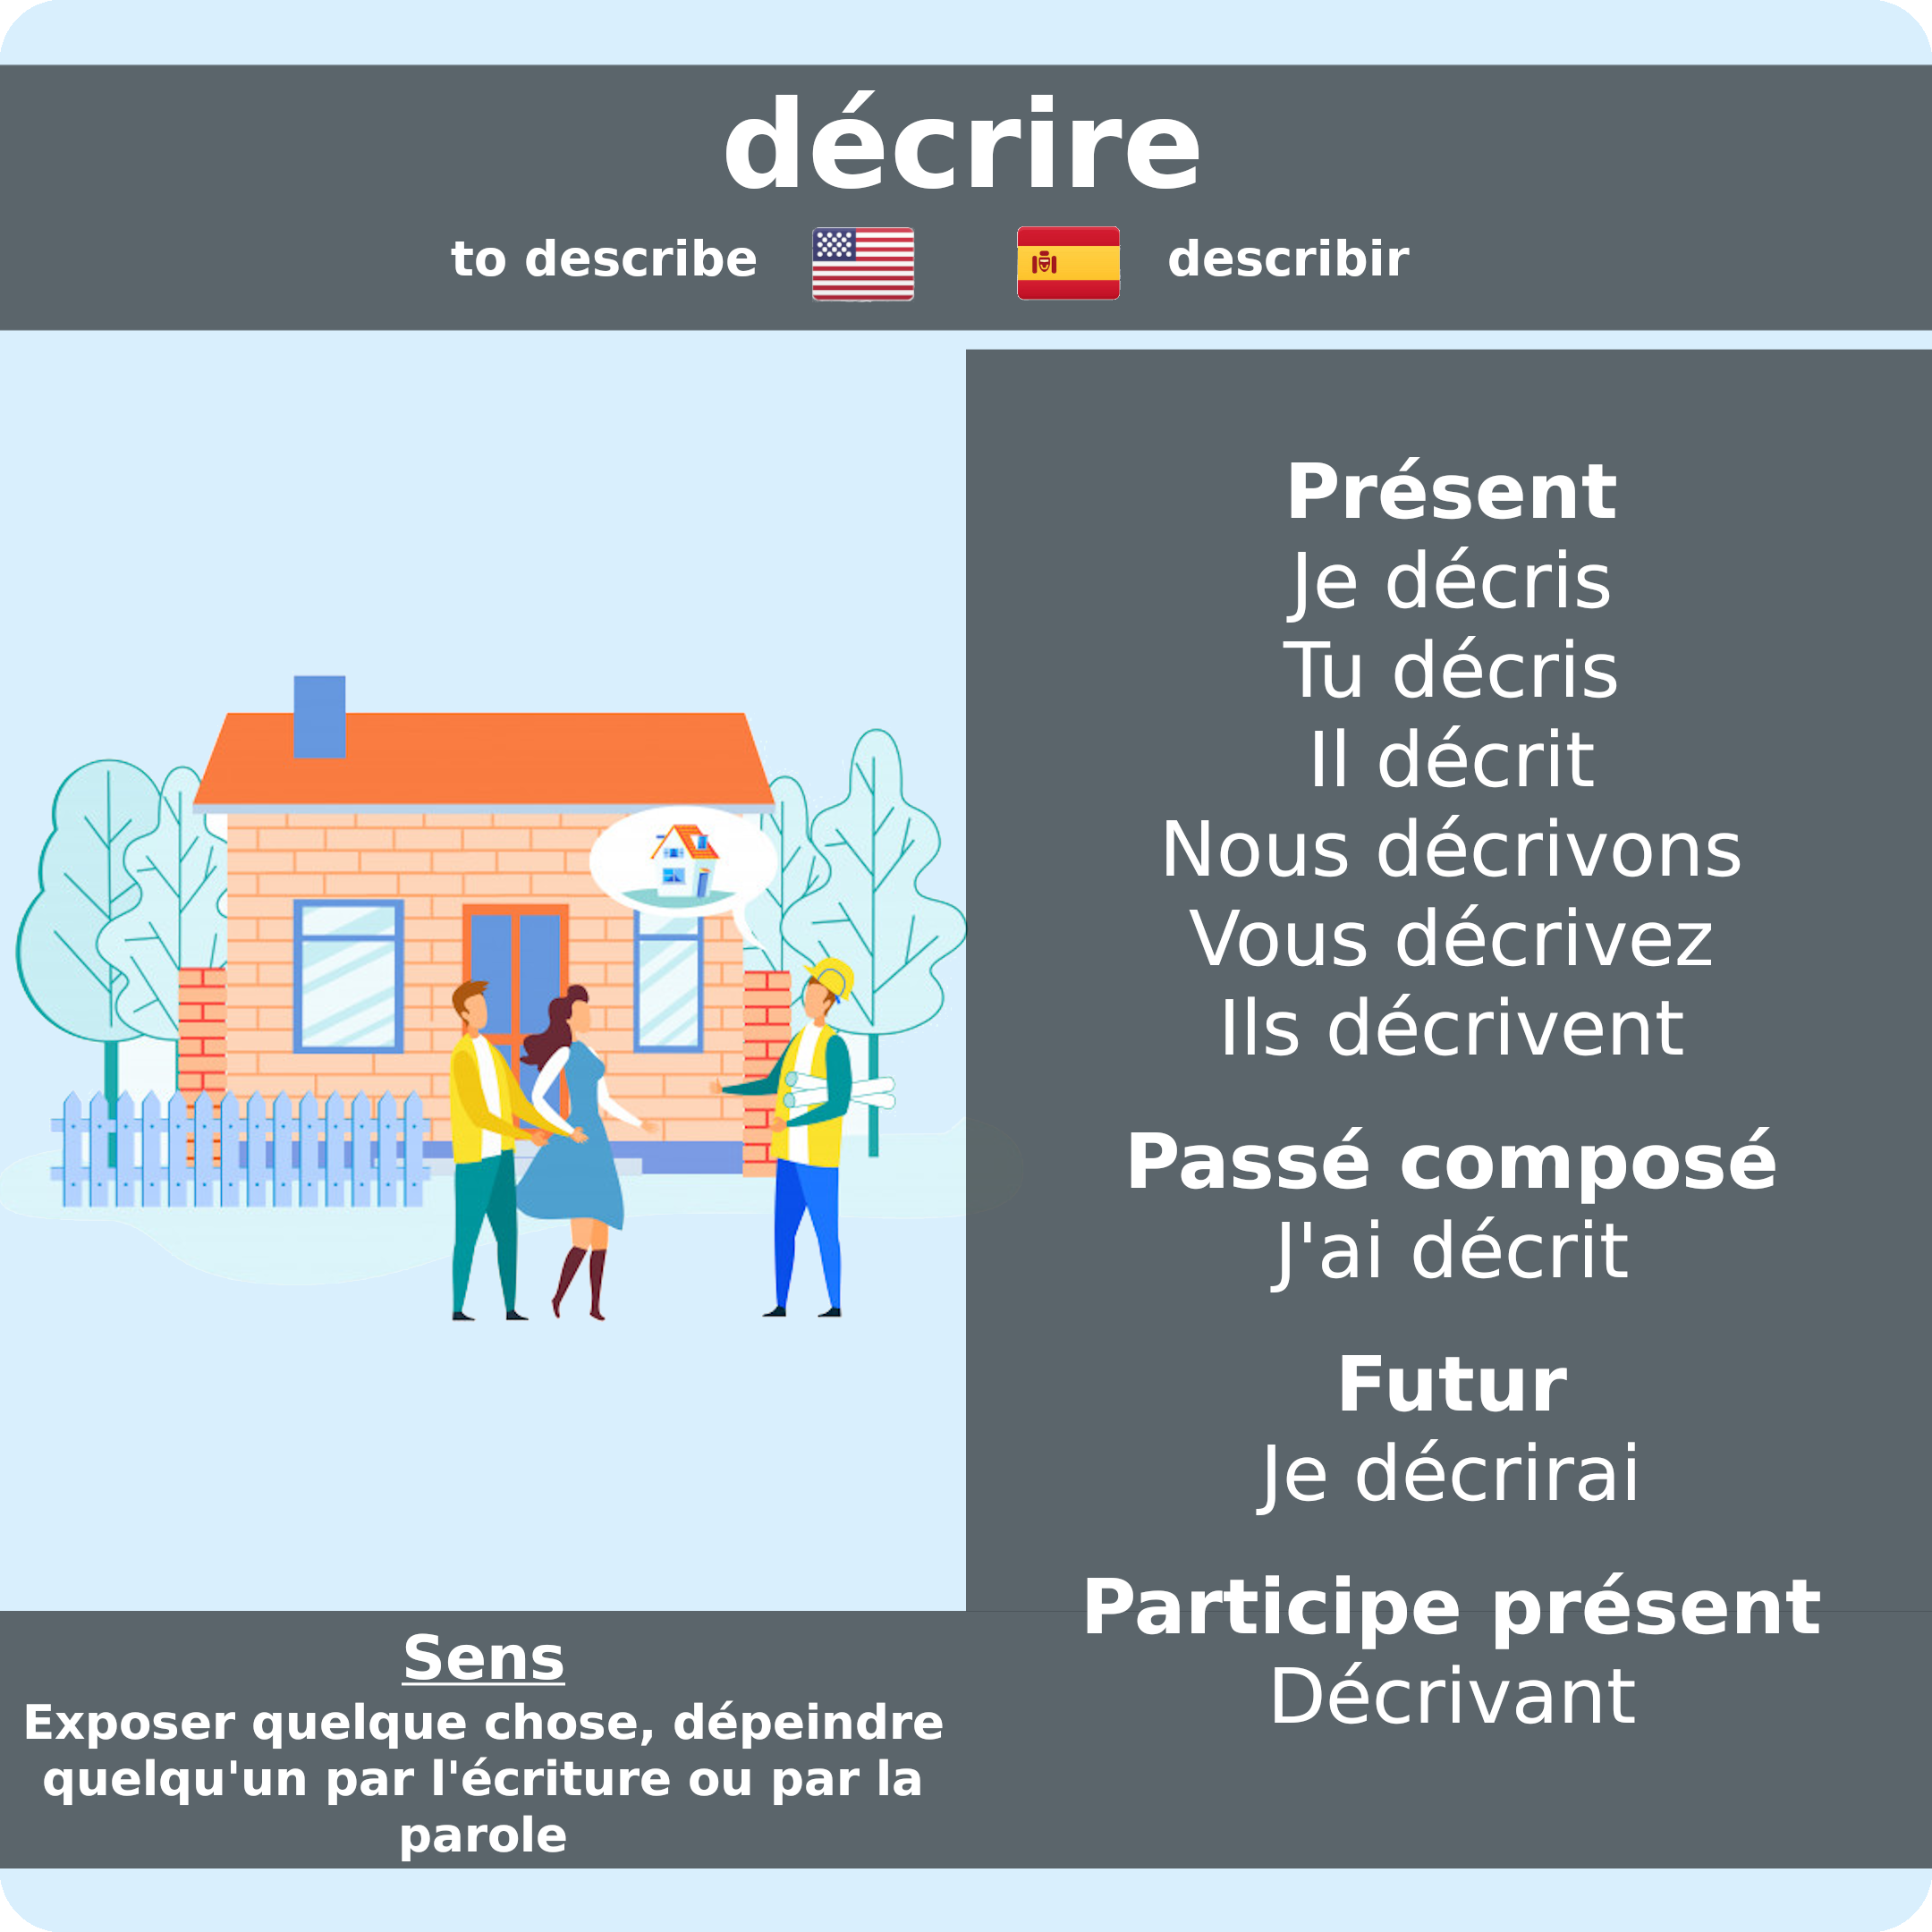 décrire
to describe
describir
Présent
Je décris
Tu décris
Il décrit
Nous décrivons
Vous décrivez
Ils décrivent
Passé composé
J'ai décrit
Futur
Je décrirai
Participe présent
Décrivant
Sens
Exposer quelque chose, dépeindre
quelqu'un par l'écriture ou par la
parole